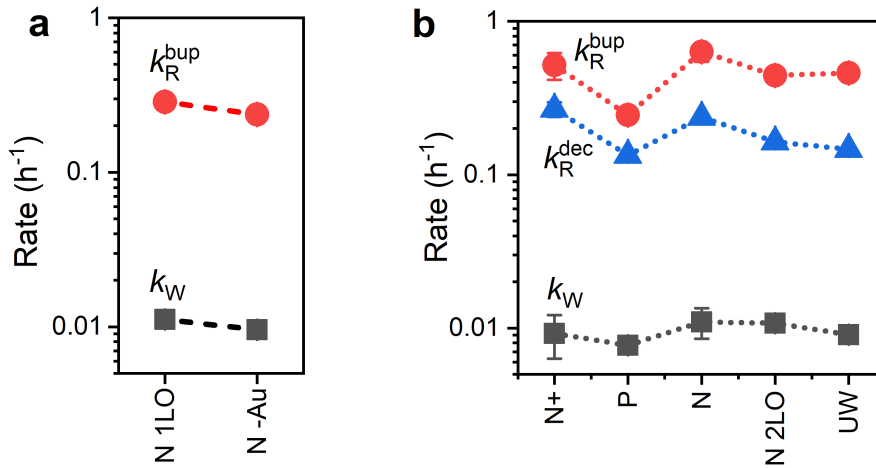 a
Rate (h⁻¹)
1
0.1
0.01
k_R^bup
k_W
N 1LO
N -Au
b
Rate (h⁻¹)
1
0.1
0.01
k_R^bup
k_R^dec
k_W
N+
P
N
N 2LO
UW